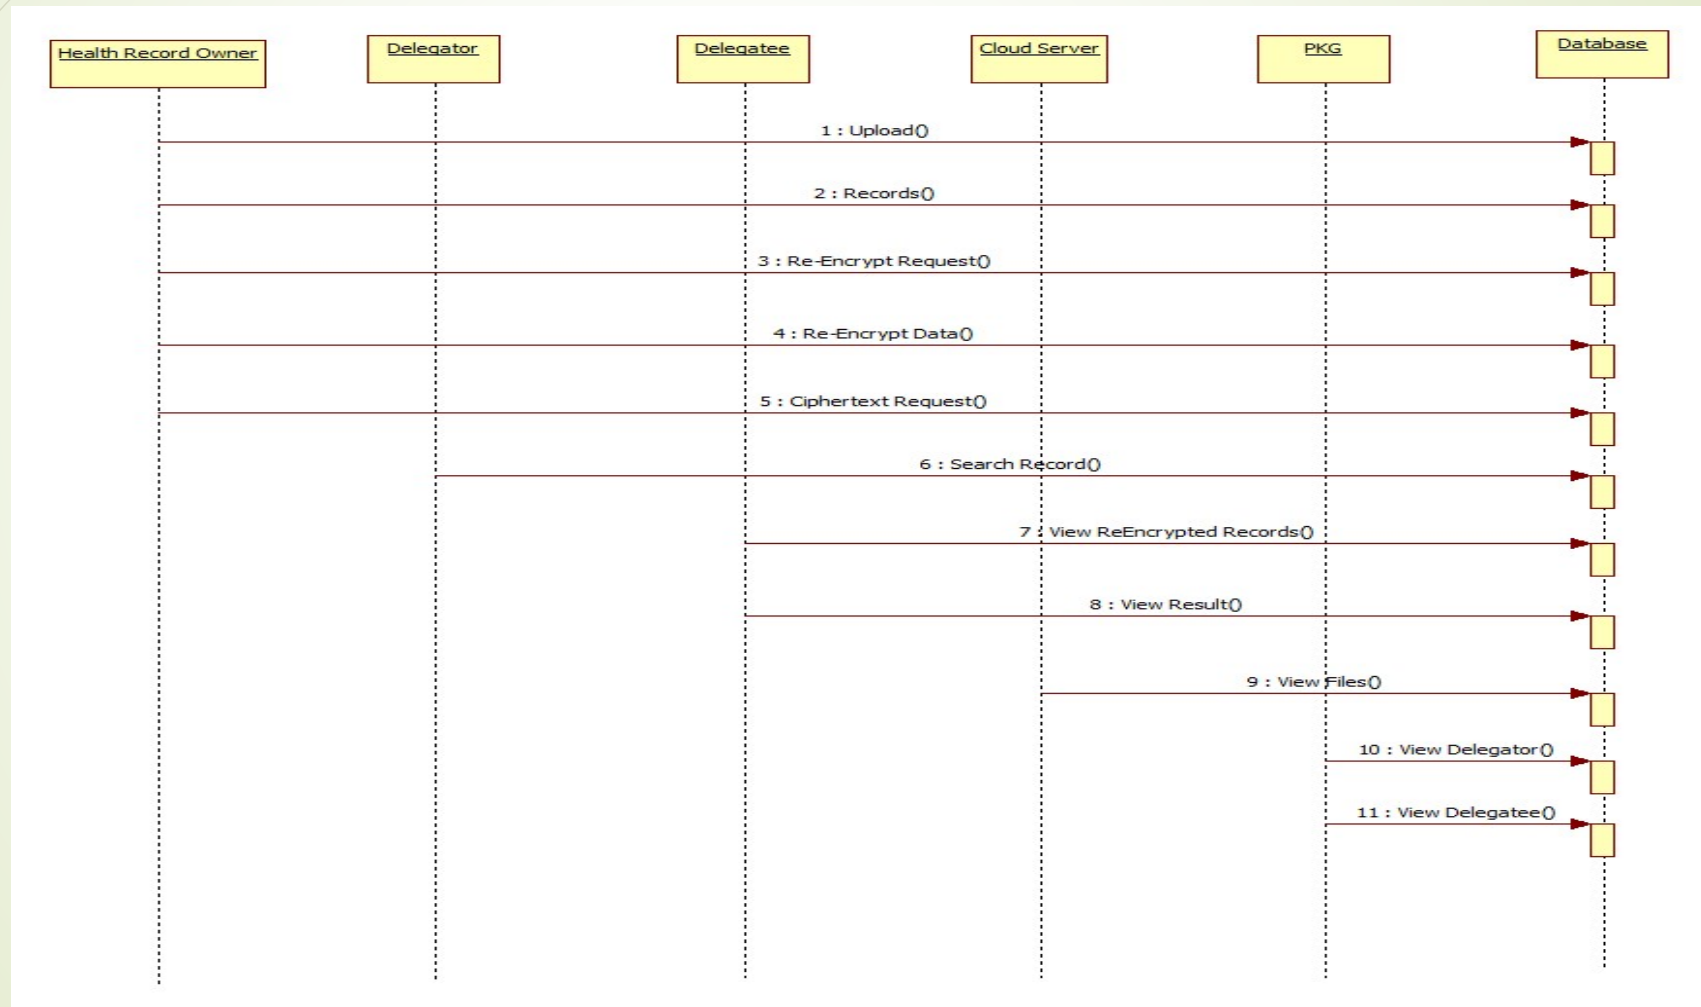 Health Record Owner
Delegator
Delegatee
Cloud Server
PKG
Database
1 : Upload()
2 : Records()
3 : Re-Encrypt Request()
4 : Re-Encrypt Data()
5 : Ciphertext Request()
6 : Search Record()
7 : View ReEncrypted Records()
8 : View Result()
9 : View Files()
10 : View Delegator()
11 : View Delegatee()